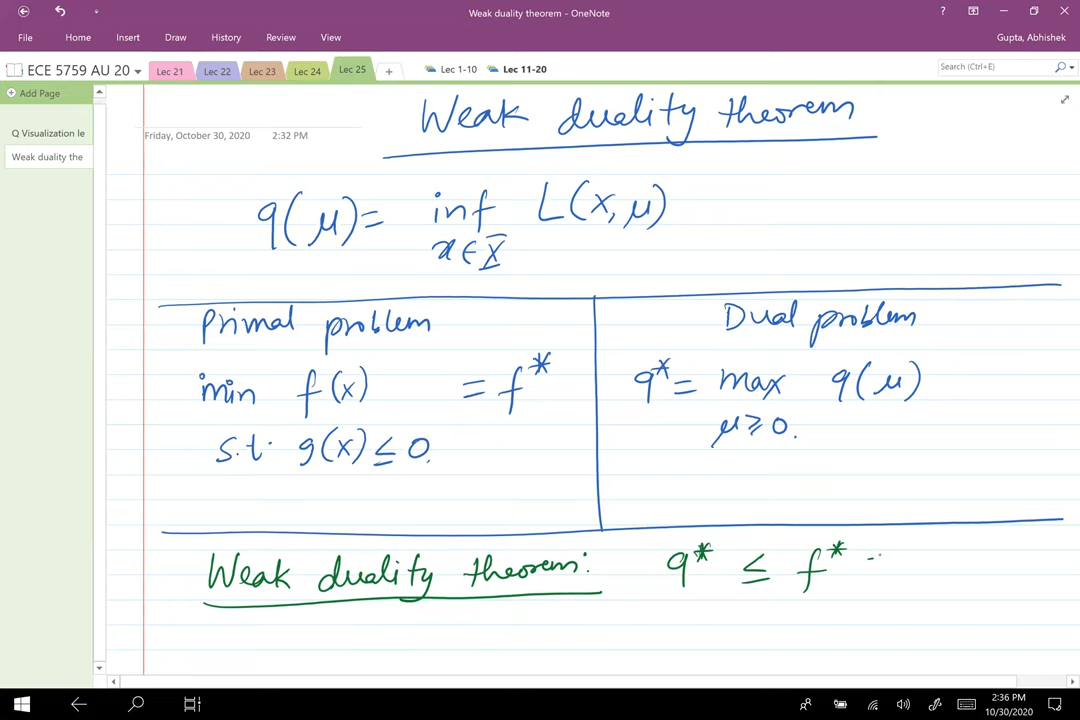 Weak duality theorem - OneNote
?
File Home Insert Draw History Review View
Gupta, Abhishek
ECE 5759 AU 20 Lec 21 Lec 22 Lec 23 Lec 24 Lec 25 + Lec 1-10 Lec 11-20
Search (Ctrl+E)
Add Page
Q Visualization le
Weak duality the
Weak duality theorem
Friday, October 30, 2020 2:32 PM
q(μ) = inf L(x, μ)
x ∈ X
Primal problem
min f(x) = f*
s.t. g(x) ≤ 0.
Dual problem
q* = max q(μ)
μ ≥ 0.
Weak duality theorem: q* ≤ f*
2:36 PM
10/30/2020